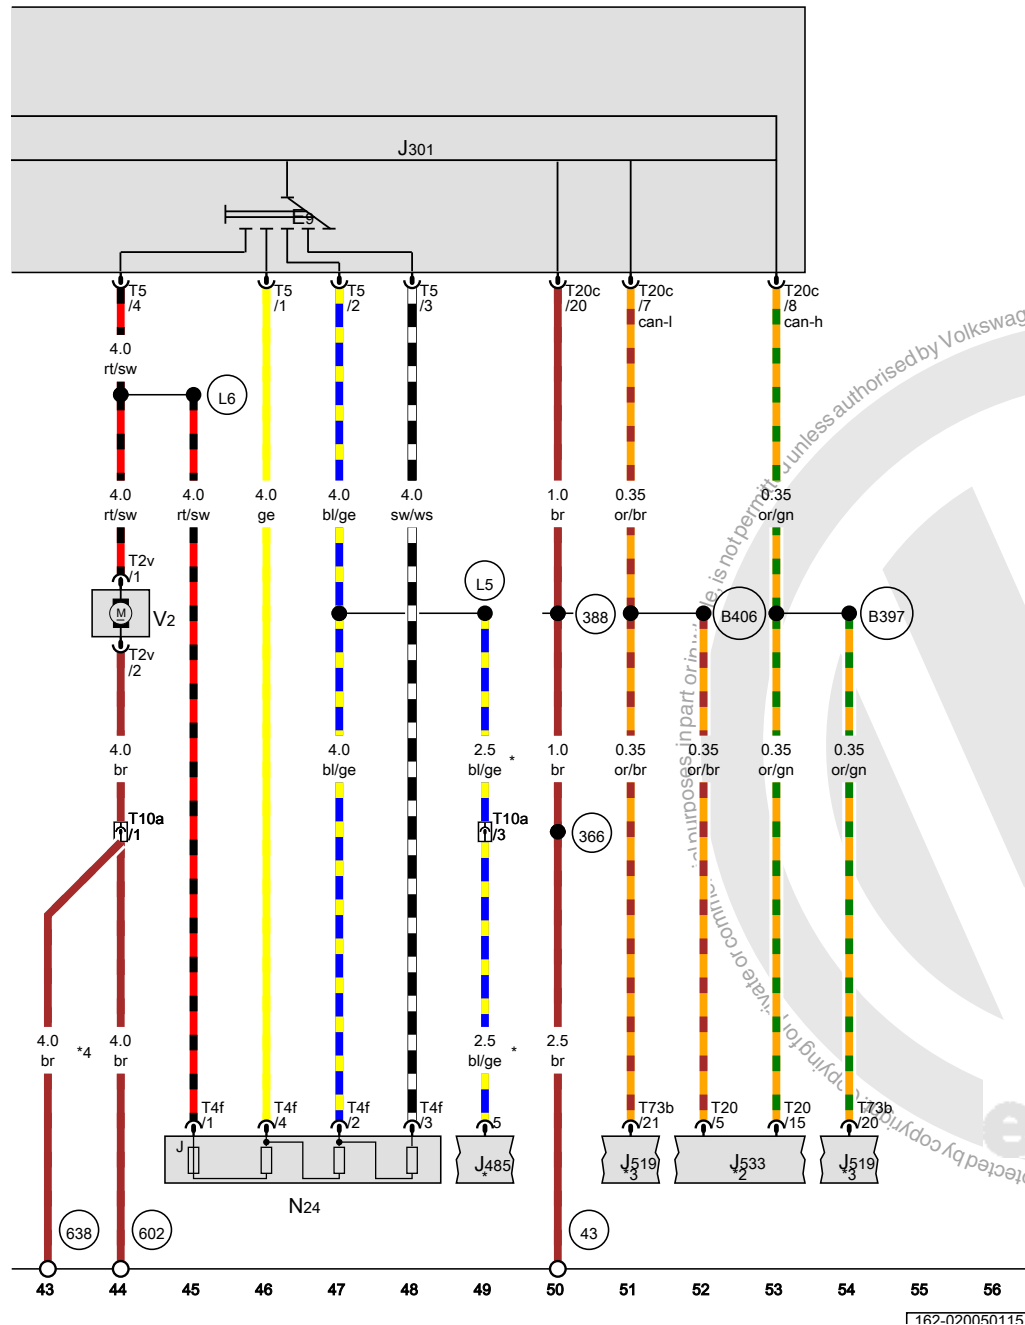 J301
E9
T5 /4
T5 /1
T5 /2
T5 /3
T20c /20
T20c /7 can-l
T20c /8 can-h
4.0 rt/sw
L6
4.0 rt/sw
4.0 rt/sw
4.0 ge
4.0 bl/ge
4.0 sw/ws
1.0 br
0.35 or/br
0.35 or/gn
T2v /1
M
V2
T2v /2
L5
388
B406
B397
4.0 br
4.0 bl/ge
2.5 bl/ge *
1.0 br
0.35 or/br
0.35 or/br
0.35 or/gn
0.35 or/gn
T10a /1
T10a /3
366
4.0 br *4
4.0 br
2.5 bl/ge *
2.5 br
T4f /1
T4f /4
T4f /2
T4f /3
5
T73b /21
T20 /5
T20 /15
T73b /20
J
N24
J485 *
J519 *3
J533 *2
J519 *3
638
602
43
43 44 45 46 47 48 49 50 51 52 53 54 55 56
162-020050115